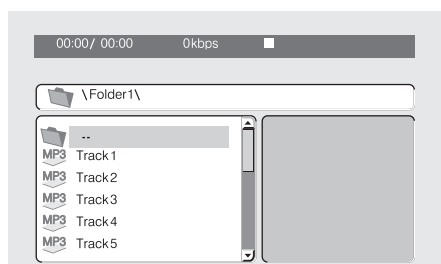 00:00/ 00:00 0kbps
\Folder1\
--
MP3 Track1
MP3 Track2
MP3 Track3
MP3 Track4
MP3 Track5